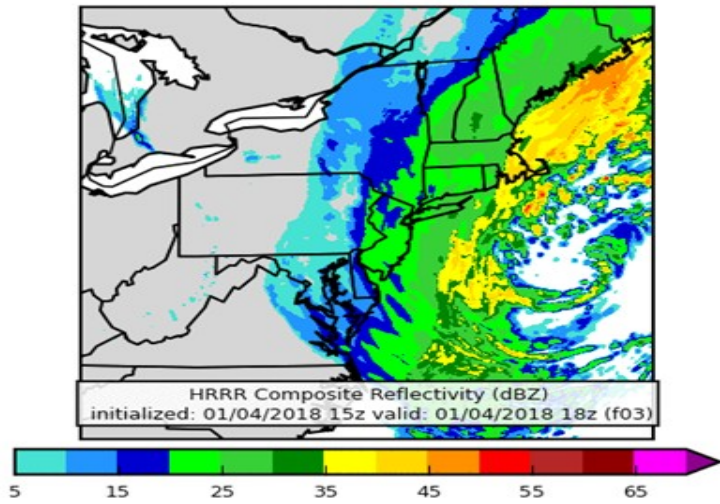 HRRR Composite Reflectivity (dBZ)
initialized: 01/04/2018 15z valid: 01/04/2018 18z (f03)
5 15 25 35 45 55 65